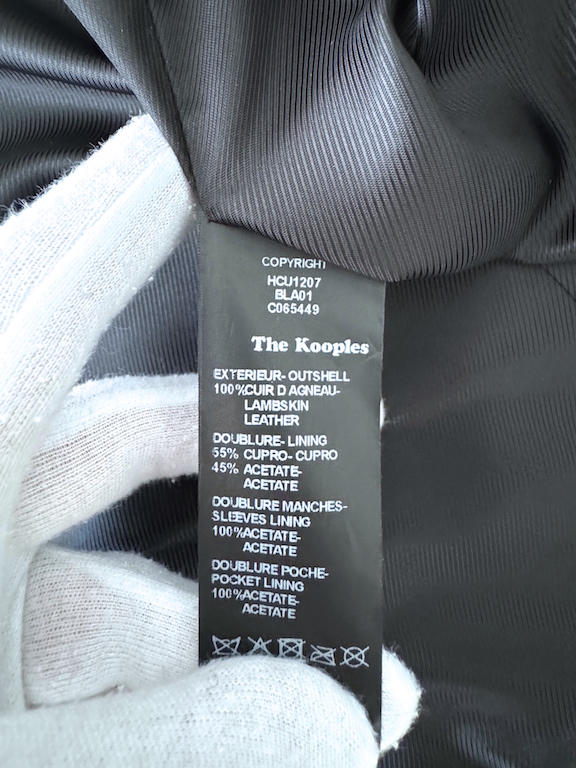 COPYRIGHT
HCU1207
BLA01
C065449
The Kooples
EXTERIEUR- OUTSHELL
100%CUIR D AGNEAU-
LAMBSKIN
LEATHER
DOUBLURE- LINING
55% CUPRO- CUPRO
45% ACETATE-
ACETATE
DOUBLURE MANCHES-
SLEEVES LINING
100%ACETATE-
ACETATE
DOUBLURE POCHE-
POCKET LINING
100%ACETATE-
ACETATE